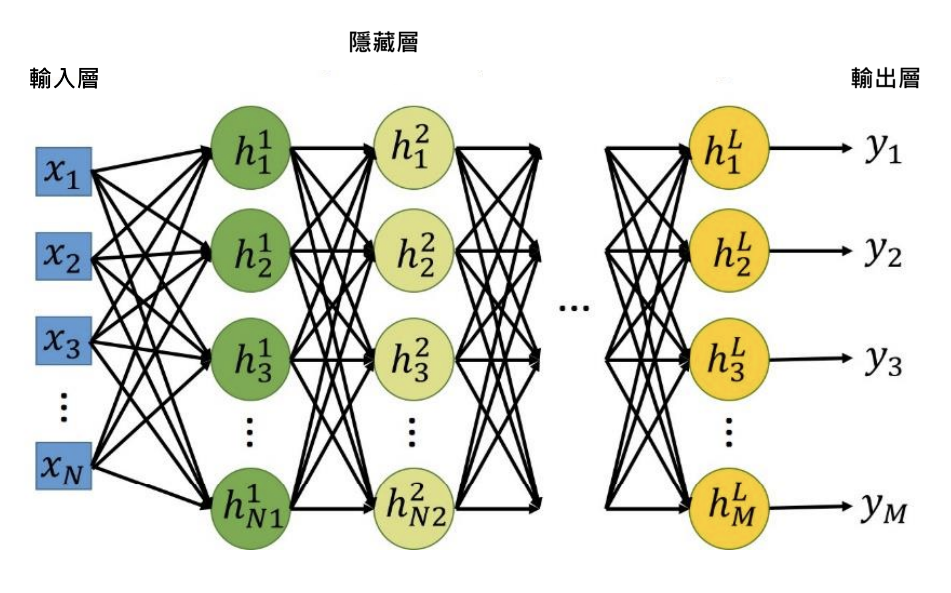 隱藏層
輸入層
輸出層
x_1
x_2
x_3
⋮
x_N
h_1^1
h_2^1
h_3^1
⋮
h_{N1}^1
h_1^2
h_2^2
h_3^2
⋮
h_{N2}^2
...
h_1^L
h_2^L
h_3^L
⋮
h_M^L
y_1
y_2
y_3
y_M